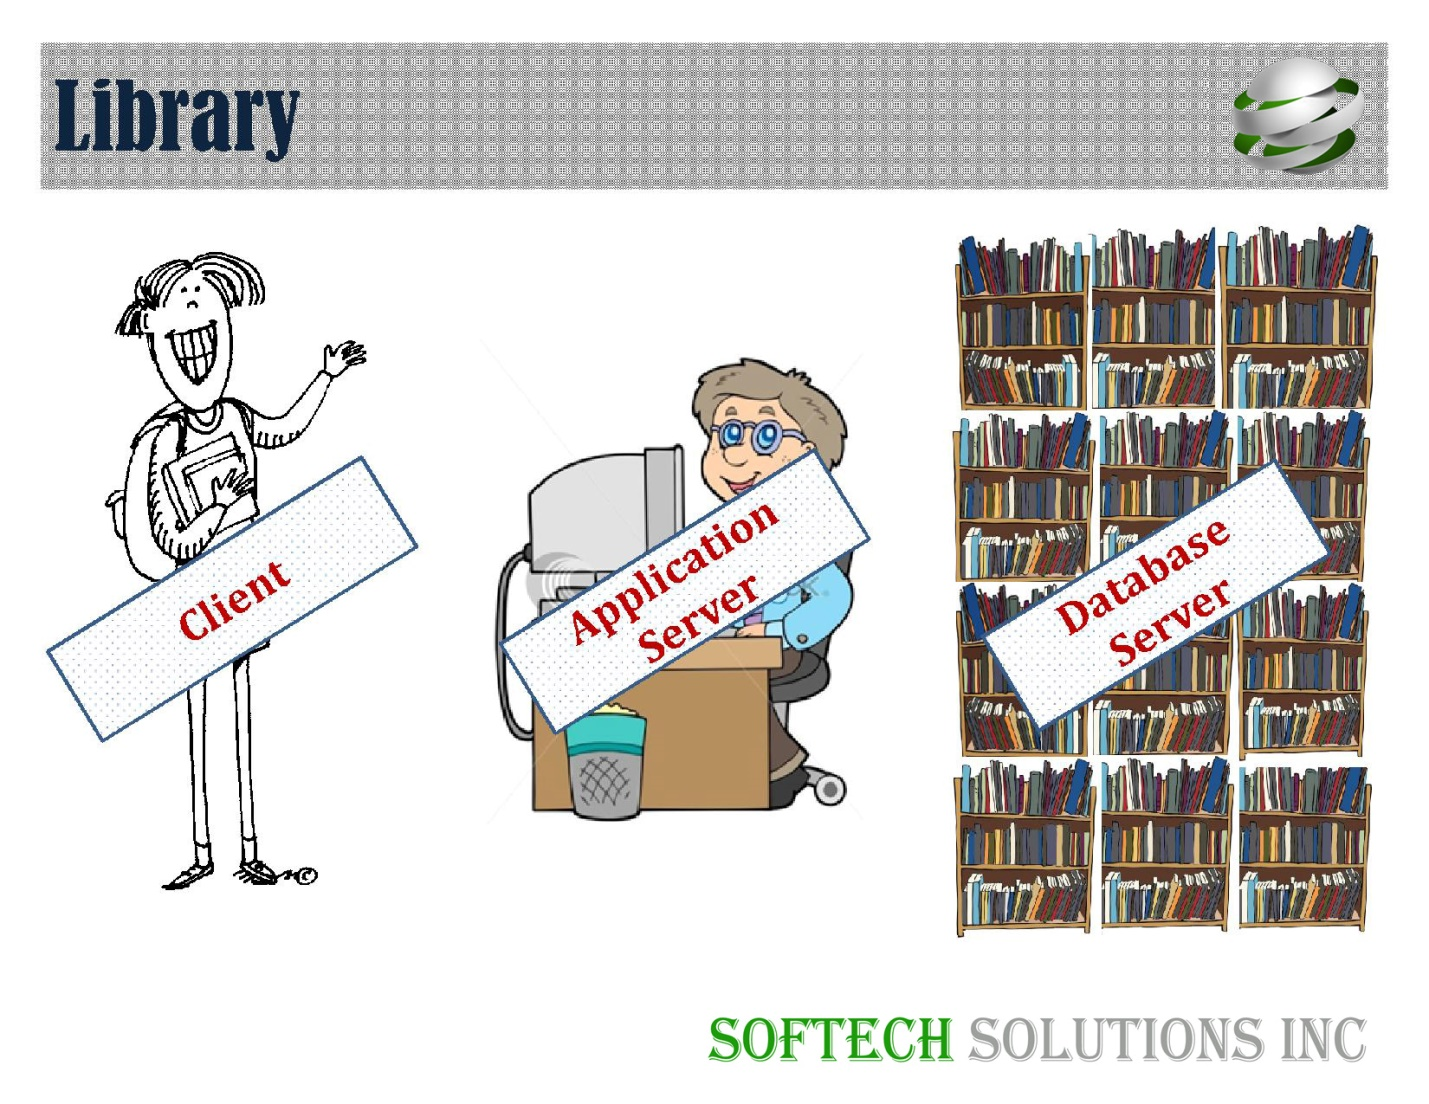 Library
Client
Application
Server
Database
Server
©
SOFTECH SOLUTIONS INC